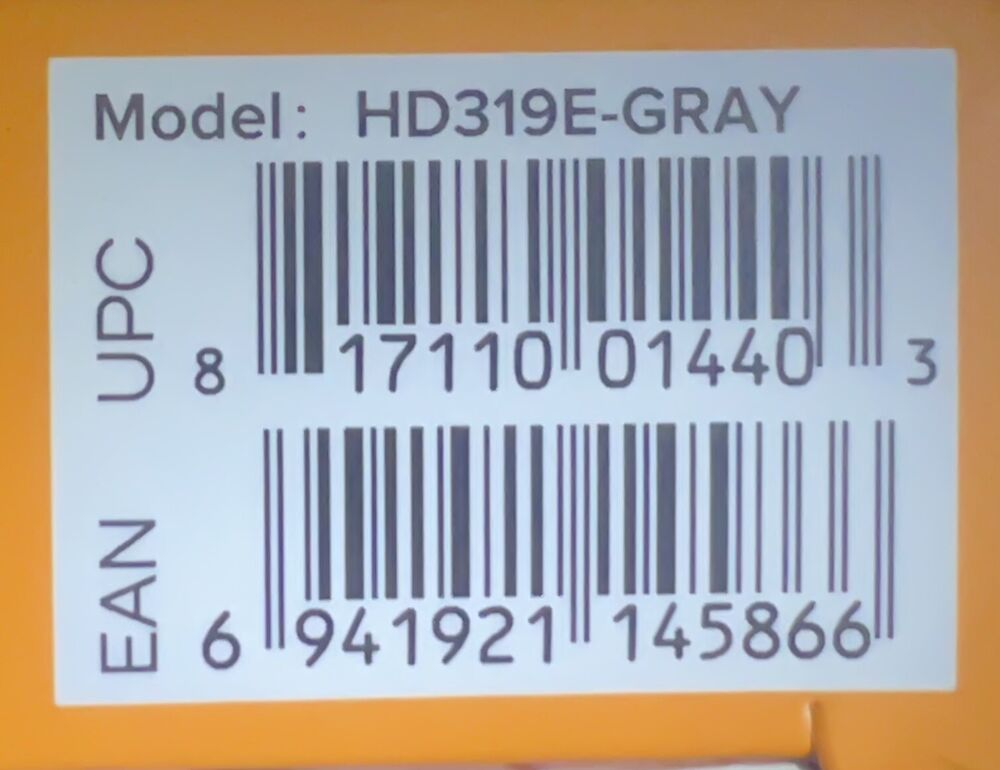 Model: HD319E-GRAY
UPC
8 17110 01440 3
EAN
6 941921 145866